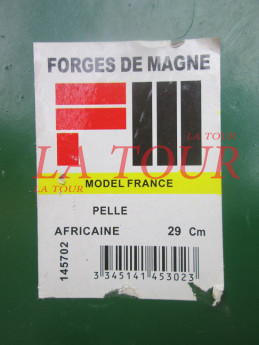 FORGES DE MAGNE
FM
LA TOUR
LA TOUR
LA TOUR
MODEL FRANCE
PELLE
AFRICAINE 29 Cm
145702
3 345141 453023